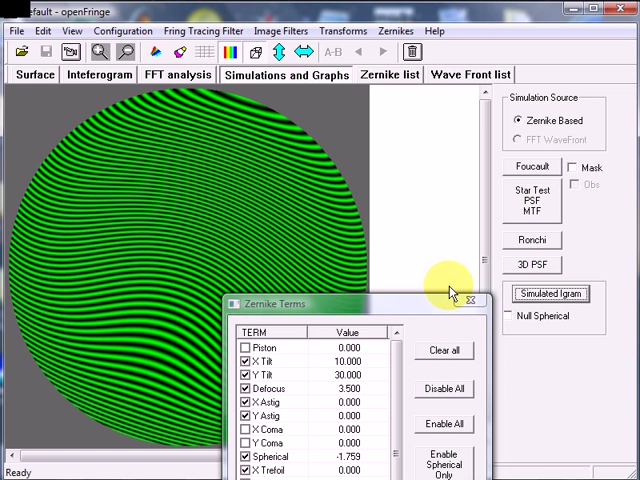 efault - openFringe
File Edit View Configuration Fring Tracing Filter Image Filters Transforms Zernikes Help
A-B
Surface Inteferogram FFT analysis Simulations and Graphs Zernike list Wave Front list
Simulation Source
Zernike Based
FFT WaveFront
Foucault Mask
Obs
Star Test
PSF
MTF
Ronchi
3D PSF
Simulated Igram
Null Spherical
Zernike Terms
TERM Value
Piston 0.000
X Tilt 10.000
Y Tilt 30.000
Defocus 3.500
X Astig 0.000
Y Astig 0.000
X Coma 0.000
Y Coma 0.000
Spherical -1.759
X Trefoil 0.000
Clear all
Disable All
Enable All
Enable
Spherical
Only
Ready